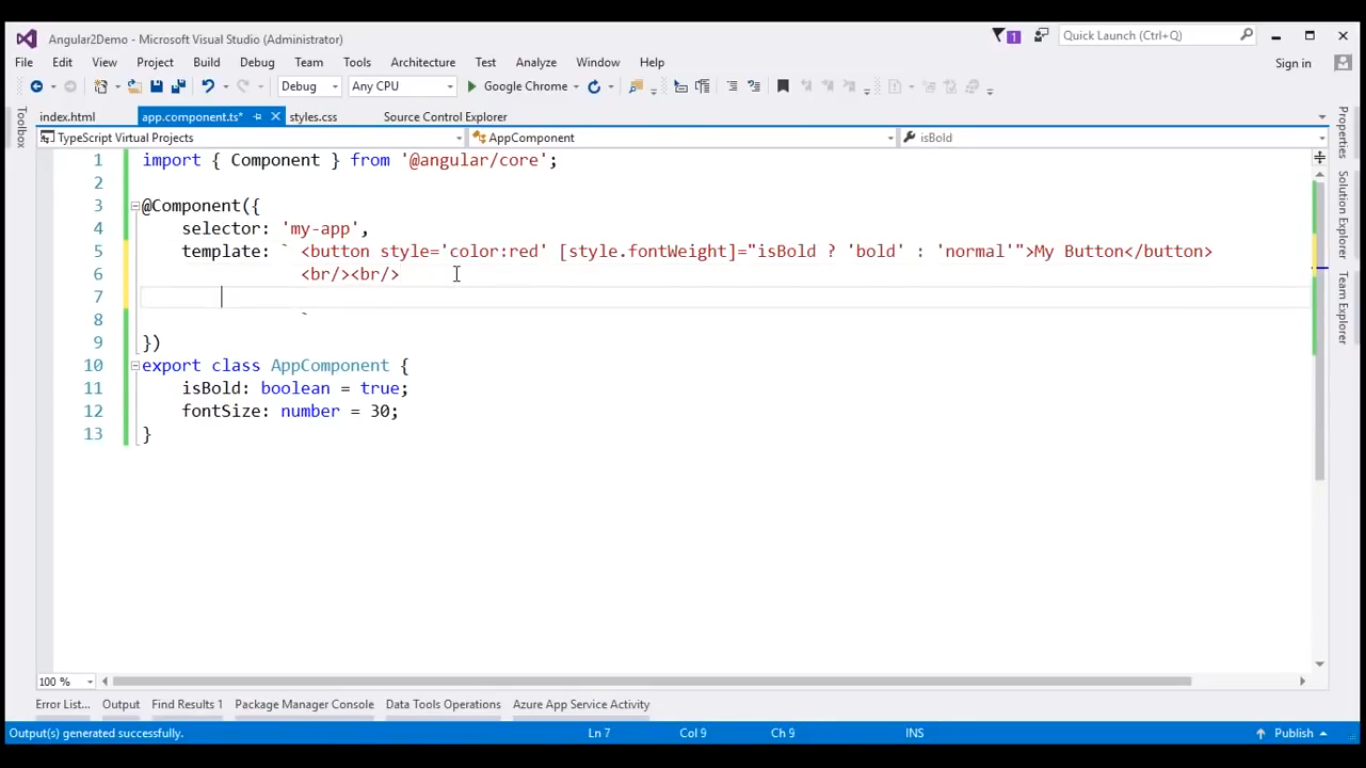 Angular2Demo - Microsoft Visual Studio (Administrator)
1
Quick Launch (Ctrl+Q)
File Edit View Project Build Debug Team Tools Architecture Test Analyze Window Help
Sign in
Debug Any CPU Google Chrome
index.html app.component.ts* styles.css Source Control Explorer
TypeScript Virtual Projects AppComponent isBold
Toolbox
Properties
Solution Explorer
Team Explorer
1 import { Component } from '@angular/core';
2
3 @Component({
4 selector: 'my-app',
5 template: ` <button style='color:red' [style.fontWeight]="isBold ? 'bold' : 'normal'">My Button</button>
6 <br/><br/>
7
8 `
9 })
10 export class AppComponent {
11 isBold: boolean = true;
12 fontSize: number = 30;
13 }
100 %
Error List... Output Find Results 1 Package Manager Console Data Tools Operations Azure App Service Activity
Output(s) generated successfully. Ln 7 Col 9 Ch 9 INS Publish